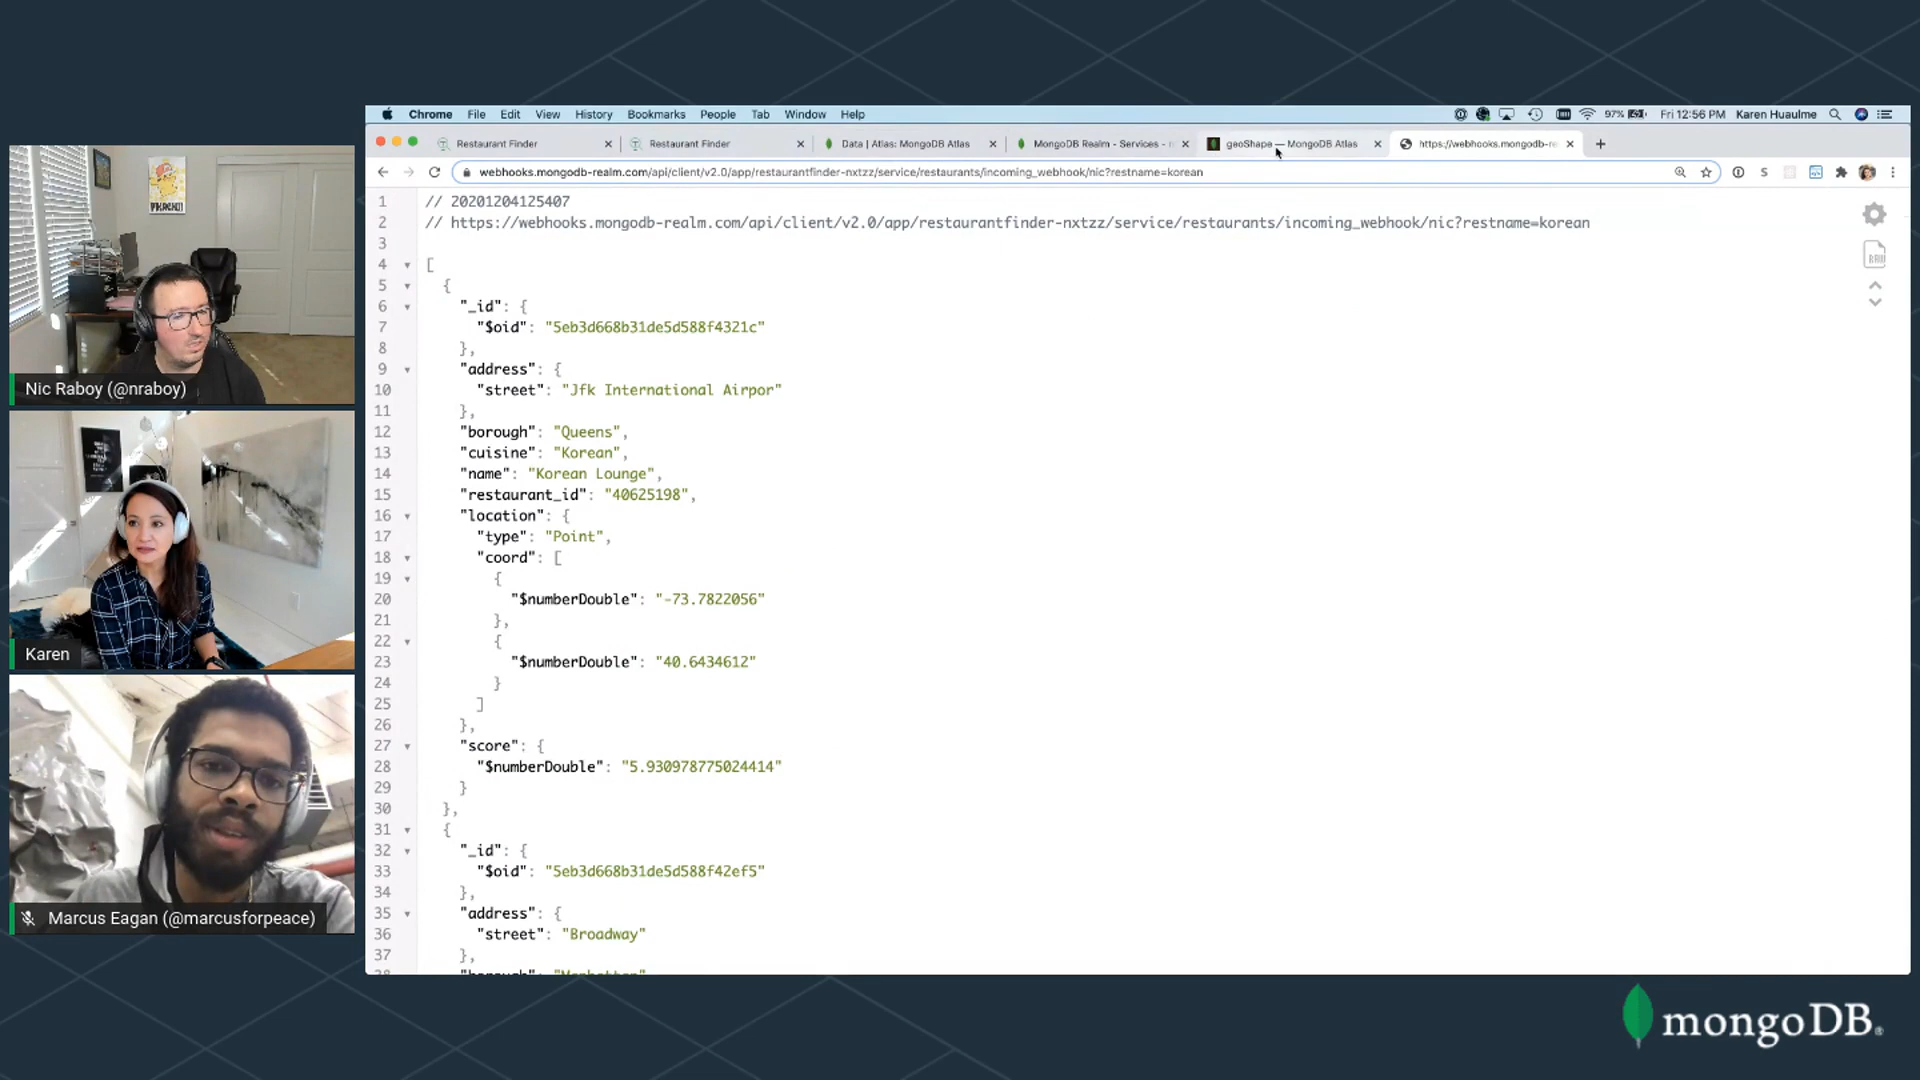 Chrome File Edit View History Bookmarks People Tab Window Help 97% Fri 12:56 PM Karen Huaulme
Restaurant Finder
Restaurant Finder
Data | Atlas: MongoDB Atlas
MongoDB Realm - Services -
geoShape — MongoDB Atlas
https://webhooks.mongodb-re
webhooks.mongodb-realm.com/api/client/v2.0/app/restaurantfinder-nxtzz/service/restaurants/incoming_webhook/nic?restname=korean
1 // 20201204125407
2 // https://webhooks.mongodb-realm.com/api/client/v2.0/app/restaurantfinder-nxtzz/service/restaurants/incoming_webhook/nic?restname=korean
3
4 [
5 {
6 "_id": {
7 "$oid": "5eb3d668b31de5d588f4321c"
8 },
9 "address": {
10 "street": "Jfk International Airpor"
11 },
12 "borough": "Queens",
13 "cuisine": "Korean",
14 "name": "Korean Lounge",
15 "restaurant_id": "40625198",
16 "location": {
17 "type": "Point",
18 "coord": [
19 {
20 "$numberDouble": "-73.7822056"
21 },
22 {
23 "$numberDouble": "40.6434612"
24 }
25 ]
26 },
27 "score": {
28 "$numberDouble": "5.930978775024414"
29 }
30 },
31 {
32 "_id": {
33 "$oid": "5eb3d668b31de5d588f42ef5"
34 },
35 "address": {
36 "street": "Broadway"
37 },
RAW
PIKACHU!
Nic Raboy (@nraboy)
Karen
Marcus Eagan (@marcusforpeace)
mongoDB®